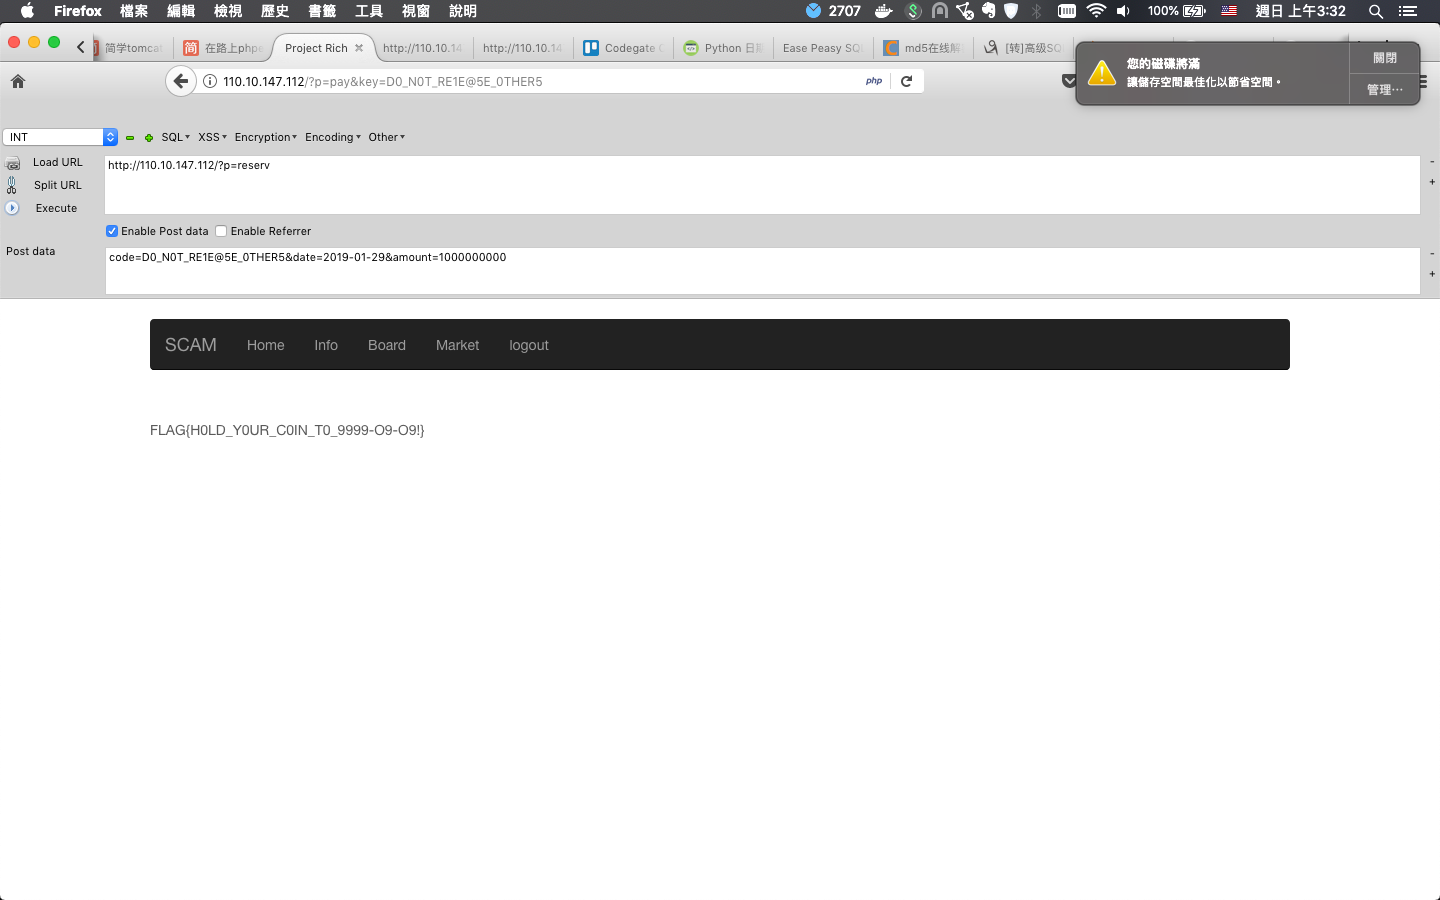 Firefox 檔案 編輯 檢視 歷史 書籤 工具 視窗 說明 2707 100% 週日 上午3:32
简学tomca 在路上php Project Rich http://110.10.14 http://110.10.14 Codegate Python Ease Peasy SQ md5在线解 [转]高级SQ
110.10.147.112/?p=pay&key=D0_N0T_RE1E@5E_0THER5 php
您的磁碟將滿
讓儲存空間最佳化以節省空間。
關閉
管理…
INT SQL XSS Encryption Encoding Other
Load URL http://110.10.147.112/?p=reserv
Split URL
Execute
Enable Post data Enable Referrer
Post data code=D0_N0T_RE1E@5E_0THER5&date=2019-01-29&amount=1000000000
SCAM Home Info Board Market logout
FLAG{H0LD_Y0UR_C0IN_T0_9999-O9-O9!}